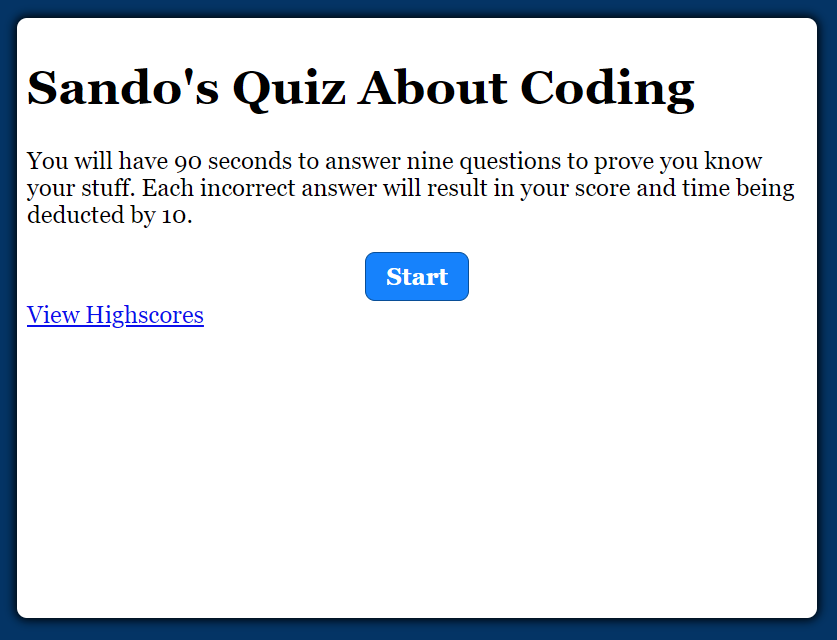 Sando's Quiz About Coding
You will have 90 seconds to answer nine questions to prove you know
your stuff. Each incorrect answer will result in your score and time being
deducted by 10.
Start
View Highscores